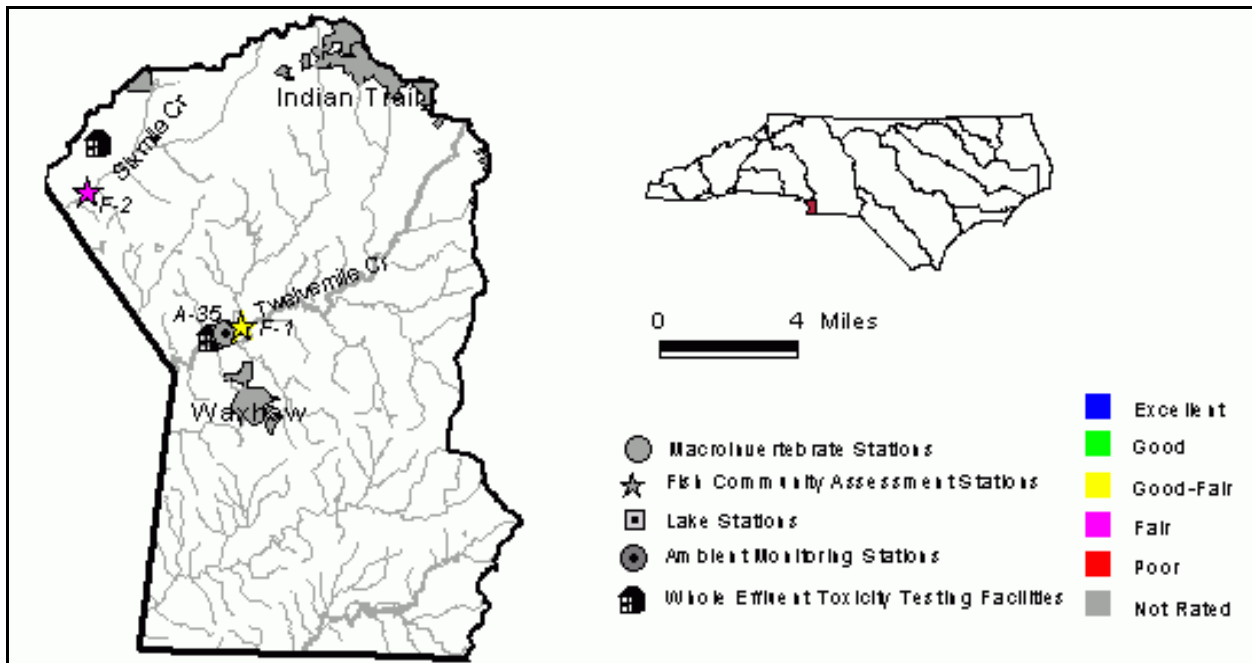 Indian Trail
Sixmile Cr
F-2
Twelvemile Cr
A-35
F-1
Waxhaw
0 4 Miles
Macroinvertebrate Stations
Fish Community Assessment Stations
Lake Stations
Ambient Monitoring Stations
Whole Effluent Toxicity Testing Facilities
Excellent
Good
Good-Fair
Fair
Poor
Not Rated